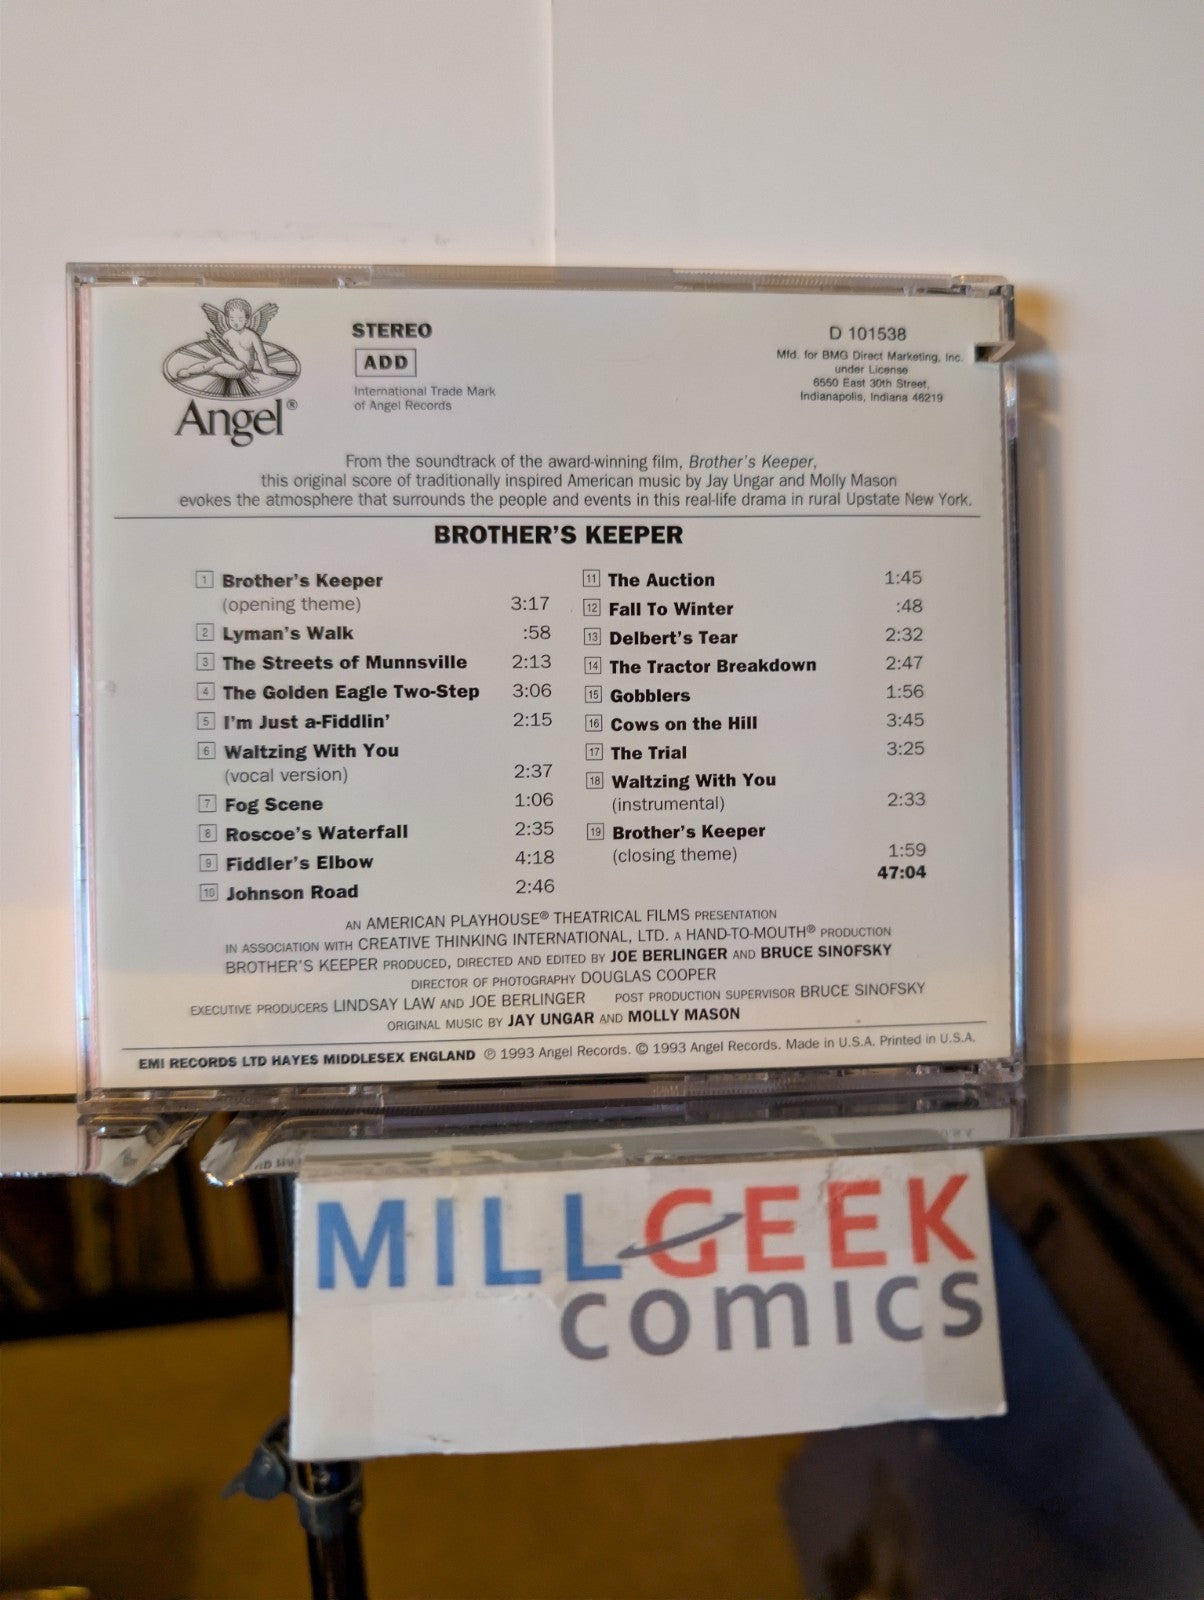 Angel®
STEREO
ADD
International Trade Mark
of Angel Records
D 101538
Mfd. for BMG Direct Marketing, Inc.
under License
6550 East 30th Street,
Indianapolis, Indiana 46219
From the soundtrack of the award-winning film, Brother's Keeper,
this original score of traditionally inspired American music by Jay Ungar and Molly Mason
evokes the atmosphere that surrounds the people and events in this real-life drama in rural Upstate New York.
BROTHER'S KEEPER
1 Brother's Keeper
(opening theme) 3:17
2 Lyman's Walk :58
3 The Streets of Munnsville 2:13
4 The Golden Eagle Two-Step 3:06
5 I'm Just a-Fiddlin' 2:15
6 Waltzing With You
(vocal version) 2:37
7 Fog Scene 1:06
8 Roscoe's Waterfall 2:35
9 Fiddler's Elbow 4:18
10 Johnson Road 2:46
11 The Auction 1:45
12 Fall To Winter :48
13 Delbert's Tear 2:32
14 The Tractor Breakdown 2:47
15 Gobblers 1:56
16 Cows on the Hill 3:45
17 The Trial 3:25
18 Waltzing With You
(instrumental) 2:33
19 Brother's Keeper
(closing theme) 1:59
47:04
AN AMERICAN PLAYHOUSE® THEATRICAL FILMS PRESENTATION
IN ASSOCIATION WITH CREATIVE THINKING INTERNATIONAL, LTD. A HAND-TO-MOUTH® PRODUCTION
BROTHER'S KEEPER PRODUCED, DIRECTED AND EDITED BY JOE BERLINGER AND BRUCE SINOFSKY
DIRECTOR OF PHOTOGRAPHY DOUGLAS COOPER
EXECUTIVE PRODUCERS LINDSAY LAW AND JOE BERLINGER POST PRODUCTION SUPERVISOR BRUCE SINOFSKY
ORIGINAL MUSIC BY JAY UNGAR AND MOLLY MASON
EMI RECORDS LTD HAYES MIDDLESEX ENGLAND ℗ 1993 Angel Records. © 1993 Angel Records. Made in U.S.A. Printed in U.S.A.
MILLGEEK
comics